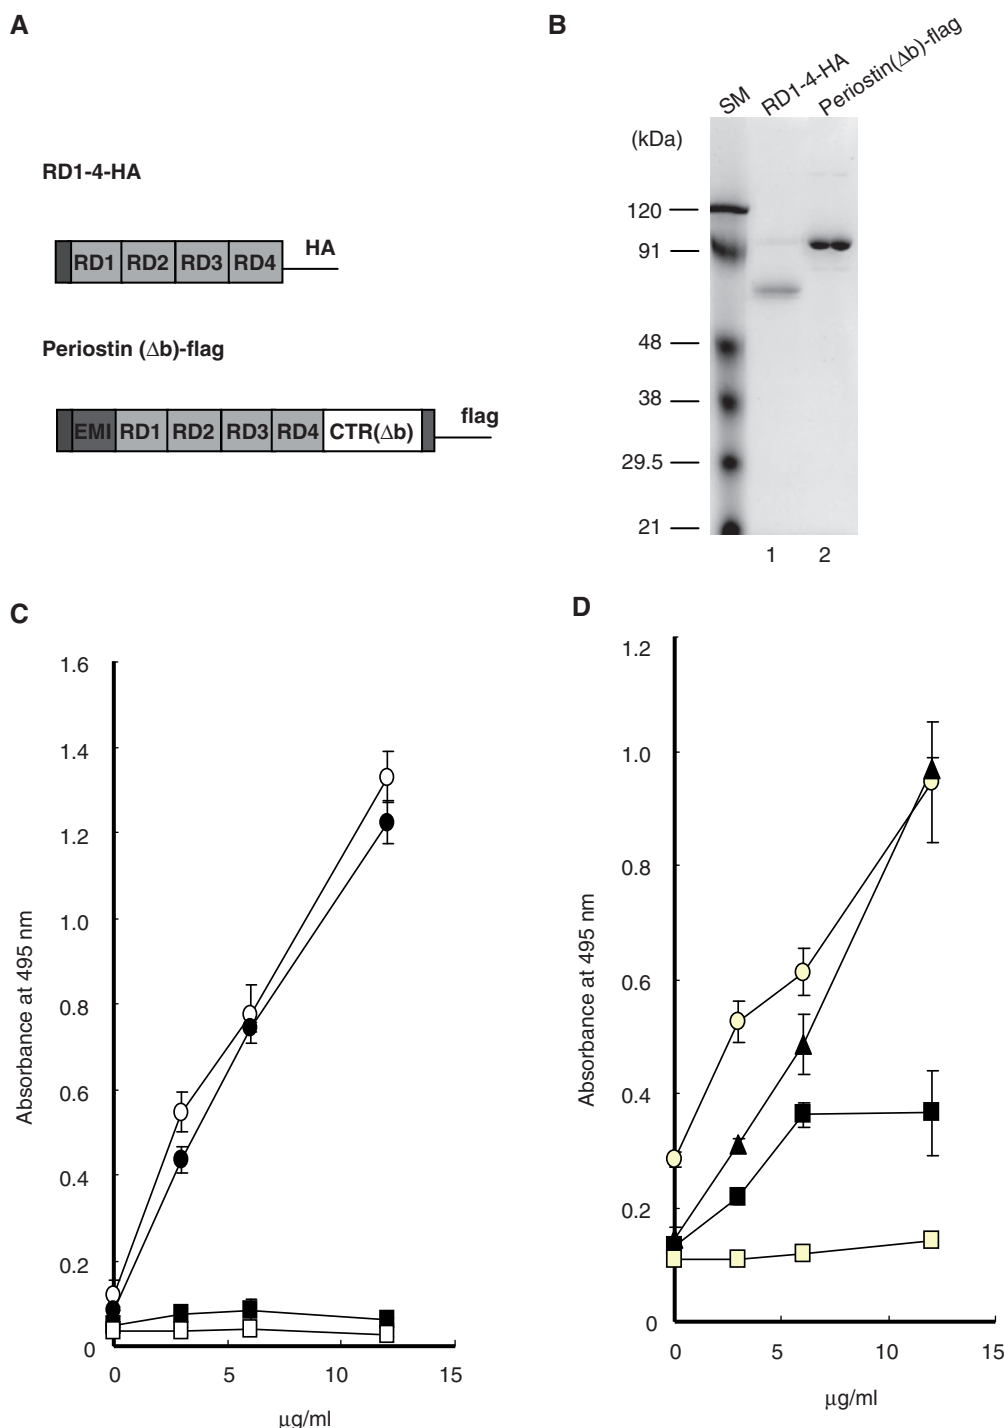 A
RD1-4-HA
RD1 RD2 RD3 RD4 HA
Periostin (Δb)-flag
EMI RD1 RD2 RD3 RD4 CTR(Δb) flag
B
SM RD1-4-HA Periostin(Δb)-flag
(kDa)
120
91
48
38
29.5
21
1 2
C
Absorbance at 495 nm
1.6
1.4
1.2
1.0
0.8
0.6
0.4
0.2
0
0 5 10 15
μg/ml
D
Absorbance at 495 nm
1.2
1.0
0.8
0.6
0.4
0.2
0
0 5 10 15
μg/ml